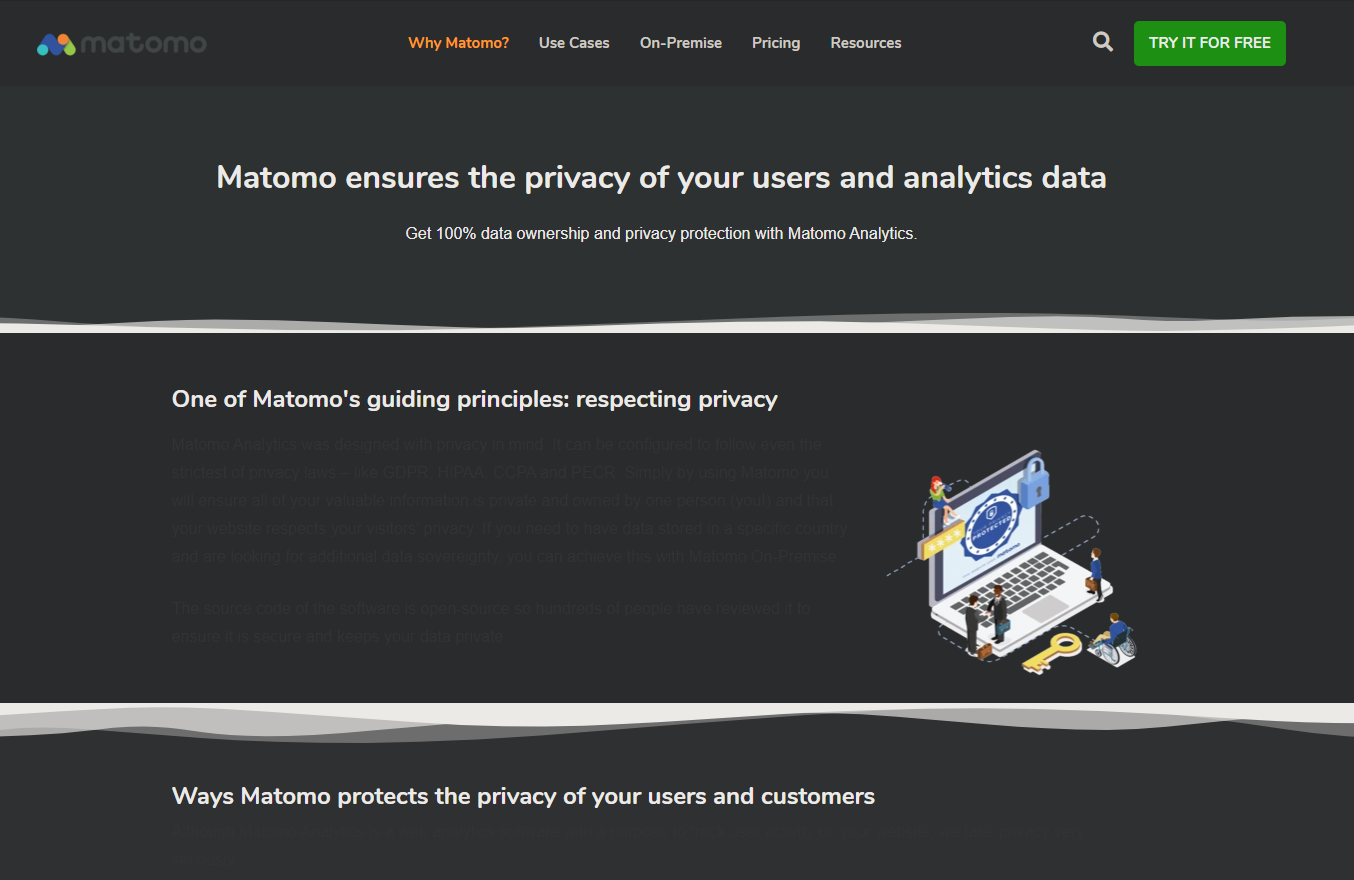 matomo
Why Matomo?
Use Cases
On-Premise
Pricing
Resources
TRY IT FOR FREE
Matomo ensures the privacy of your users and analytics data
Get 100% data ownership and privacy protection with Matomo Analytics.
One of Matomo's guiding principles: respecting privacy
Matomo Analytics was designed with privacy in mind. It can be configured to follow even the
strictest of privacy laws – like GDPR, HIPAA, CCPA and PECR. Simply by using Matomo you
will ensure all of your valuable information is private and owned by one person (you!) and that
your website respects your visitors' privacy. If you need to have data stored in a specific country
and are looking for additional data sovereignty, you can achieve this with Matomo On-Premise.
The source code of the software is open-source so hundreds of people have reviewed it to
ensure it is secure and keeps your data private.
PROTECTED
matomo
Ways Matomo protects the privacy of your users and customers